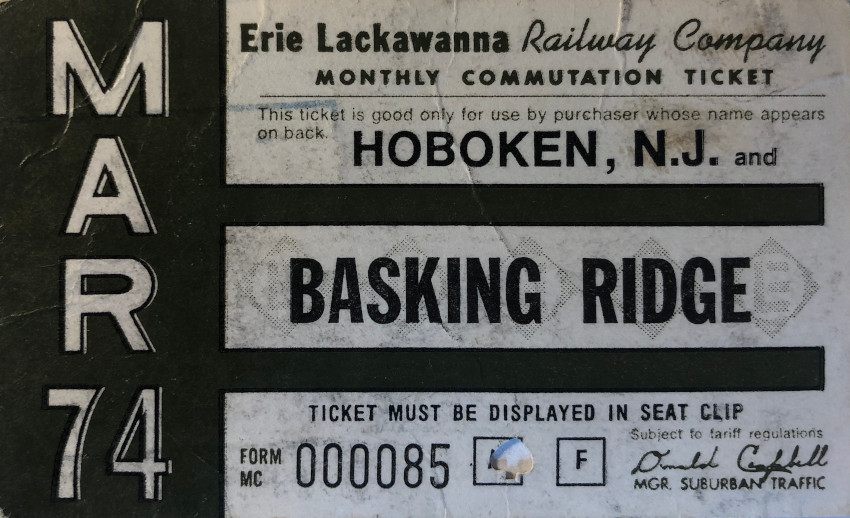 MAR 74
Erie Lackawanna Railway Company
MONTHLY COMMUTATION TICKET
This ticket is good only for use by purchaser whose name appears
on back.
HOBOKEN, N.J. and
BASKING RIDGE
TICKET MUST BE DISPLAYED IN SEAT CLIP
Subject to tariff regulations
FORM
MC
000085
F
Donald Campbell
MGR. SUBURBAN TRAFFIC